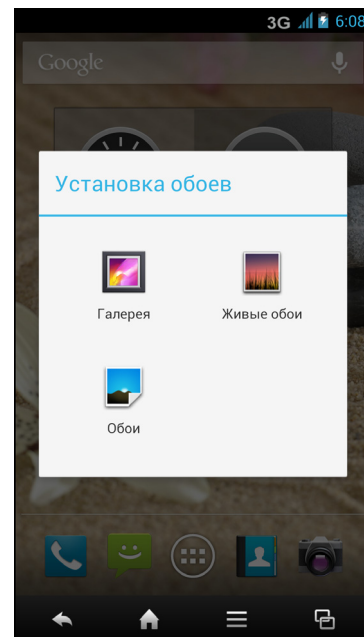 3G 6:08
Google
Установка обоев
Галерея
Живые обои
Обои